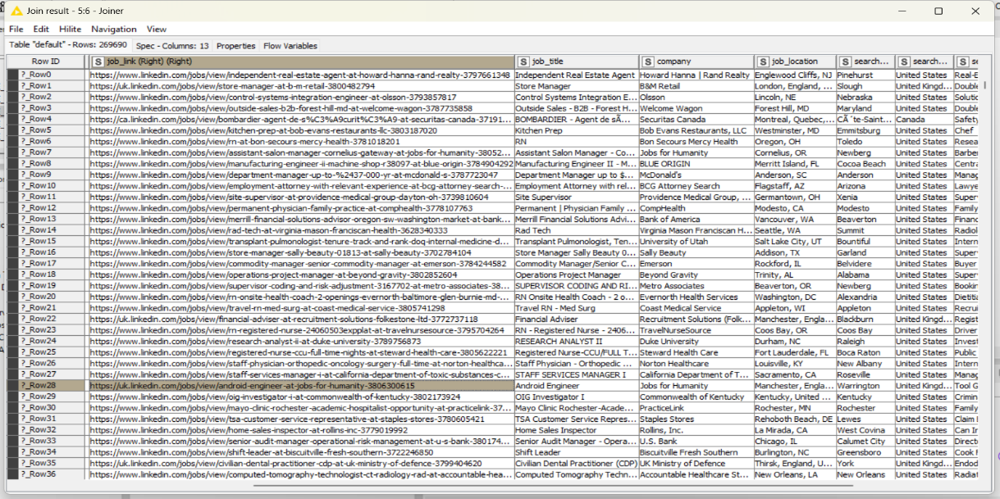 Join result - 5:6 - Joiner
File Edit Hilite Navigation View
Table "default" - Rows: 269690 Spec - Columns: 13 Properties Flow Variables
Row ID S job_link (Right) (Right) S job_title S company S job_location S search... S search... S se
?_Row0 https://www.linkedin.com/jobs/view/independent-real-estate-agent-at-howard-hanna-rand-realty-3797661348 Independent Real Estate Agent Howard Hanna | Rand Realty Englewood Cliffs, NJ Pinehurst United States Real-E
?_Row1 https://uk.linkedin.com/jobs/view/store-manager-at-b-m-retail-3800482794 Store Manager B&M Retail London, England, ... Slough United Kingd... Double
?_Row2 https://www.linkedin.com/jobs/view/control-systems-integration-engineer-at-olsson-3793857817 Control Systems Integration E... Olsson Lincoln, NE Nebraska United States Solutio
?_Row3 https://www.linkedin.com/jobs/view/outside-sales-b2b-forest-hill-md-at-welcome-wagon-3787735858 Outside Sales - B2B - Forest H... Welcome Wagon Forest Hill, MD Maryland United States Double
?_Row4 https://ca.linkedin.com/jobs/view/bombardier-agent-de-s%C3%A9curit%C3%A9-at-securitas-canada-37191... BOMBARDIER - Agent de sÃ... Securitas Canada Montreal, Quebec,... CÃ´te-Saint... Canada Safety
?_Row5 https://www.linkedin.com/jobs/view/kitchen-prep-at-bob-evans-restaurants-llc-3803187020 Kitchen Prep Bob Evans Restaurants, LLC Westminster, MD Emmitsburg United States Chef
?_Row6 https://www.linkedin.com/jobs/view/rn-at-bon-secours-mercy-health-3781018201 RN Bon Secours Mercy Health Oregon, OH Toledo United States Resea
?_Row7 https://www.linkedin.com/jobs/view/assistant-salon-manager-cornelius-gateway-at-jobs-for-humanity-38052... Assistant Salon Manager - Co... Jobs for Humanity Cornelius, OR Newberg United States Barber
?_Row8 https://www.linkedin.com/jobs/view/manufacturing-engineer-ii-machine-shop-r38097-at-blue-origin-3784904292 Manufacturing Engineer II - M... BLUE ORIGIN Merritt Island, FL Cocoa Beach United States Centra
?_Row9 https://www.linkedin.com/jobs/view/department-manager-up-to-%2437-000-yr-at-mcdonald-s-3787723047 Department Manager up to $... McDonald's Anderson, SC Anderson United States Manag
?_Row10 https://www.linkedin.com/jobs/view/employment-attorney-with-relevant-experience-at-bcg-attorney-search-... Employment Attorney with rel... BCG Attorney Search Flagstaff, AZ Arizona United States Lawye
?_Row11 https://www.linkedin.com/jobs/view/site-supervisor-at-providence-medical-group-dayton-oh-3739810604 Site Supervisor Providence Medical Group, ... Germantown, OH Xenia United States Super
?_Row12 https://www.linkedin.com/jobs/view/permanent-physician-family-practice-at-comphealth-3778107763 Permanent | Physician Family ... CompHealth Modesto, CA Modesto United States Family
?_Row13 https://www.linkedin.com/jobs/view/merrill-financial-solutions-advisor-oregon-sw-washington-market-at-bank... Merrill Financial Solutions Advi... Bank of America Vancouver, WA Beaverton United States Financ
?_Row14 https://www.linkedin.com/jobs/view/rad-tech-at-virginia-mason-franciscan-health-3628340333 Rad Tech Virginia Mason Franciscan H... Seattle, WA Summit United States Radiol
?_Row15 https://www.linkedin.com/jobs/view/transplant-pulmonologist-tenure-track-and-rank-doq-internal-medicine-d... Transplant Pulmonologist, Ten... University of Utah Salt Lake City, UT Bountiful United States Intern
?_Row16 https://www.linkedin.com/jobs/view/store-manager-sally-beauty-01813-at-sally-beauty-3702784104 Store Manager Sally Beauty 0... Sally Beauty Addison, TX Garland United States Super
?_Row17 https://www.linkedin.com/jobs/view/commodity-manager-senior-commodity-manager-at-emerson-3784244582 Commodity Manager/Senior C... Emerson Rockford, IL Belvidere United States Buyer
?_Row18 https://www.linkedin.com/jobs/view/operations-project-manager-at-beyond-gravity-3802852604 Operations Project Manager Beyond Gravity Trinity, AL Alabama United States Super
?_Row19 https://www.linkedin.com/jobs/view/supervisor-coding-and-risk-adjustment-3167702-at-metro-associates-38... SUPERVISOR CODING AND RI... Metro Associates Beaverton, OR Newberg United States Bookin
?_Row20 https://www.linkedin.com/jobs/view/rn-onsite-health-coach-2-openings-evernorth-baltimore-glen-burnie-md-... RN Onsite Health Coach - 2 o... Evernorth Health Services Washington, DC Alexandria United States Dietitia
?_Row21 https://www.linkedin.com/jobs/view/travel-rn-med-surg-at-coast-medical-service-3805741298 Travel RN - Med Surg Coast Medical Service Appleton, WI Appleton United States Recrui
?_Row22 https://uk.linkedin.com/jobs/view/financial-adviser-at-recruitment-solutions-folkestone-ltd-3772737118 Financial Adviser Recruitment Solutions (Folk... Manchester, Engla... Blackburn United Kingd... Regist
?_Row23 https://www.linkedin.com/jobs/view/rn-registered-nurse-24060503expplat-at-travelnursesource-3795704264 RN - Registered Nurse - 2406... TravelNurseSource Coos Bay, OR Coos Bay United States Driver
?_Row24 https://www.linkedin.com/jobs/view/research-analyst-ii-at-duke-university-3789756873 RESEARCH ANALYST II Duke University Durham, NC Raleigh United States Invest
?_Row25 https://www.linkedin.com/jobs/view/registered-nurse-ccu-full-time-nights-at-steward-health-care-3805622221 Registered Nurse-CCU/FULL T... Steward Health Care Fort Lauderdale, FL Boca Raton United States Public
?_Row26 https://www.linkedin.com/jobs/view/staff-physician-orthopedic-oncology-surgery-full-time-at-norton-healthca... Staff Physician - Orthopedic ... Norton Healthcare Louisville, KY New Albany United States Intern
?_Row27 https://www.linkedin.com/jobs/view/staff-services-manager-i-at-california-department-of-toxic-substances-c... STAFF SERVICES MANAGER I California Department of T... Sacramento, CA Roseville United States Manag
?_Row28 https://uk.linkedin.com/jobs/view/android-engineer-at-jobs-for-humanity-3806300615 Android Engineer Jobs for Humanity Manchester, Engla... Warrington United Kingd... Tool G
?_Row29 https://www.linkedin.com/jobs/view/oig-investigator-i-at-commonwealth-of-kentucky-3802173924 OIG Investigator I Commonwealth of Kentucky Kentucky, United ... Kentucky United States Crimin
?_Row30 https://www.linkedin.com/jobs/view/mayo-clinic-rochester-academic-hospitalist-opportunity-at-practicelink-37... Mayo Clinic Rochester-Acade... PracticeLink Rochester, MN Rochester United States Family
?_Row31 https://www.linkedin.com/jobs/view/tsa-customer-service-representative-at-staples-stores-3780605421 TSA Customer Service Repres... Staples Stores Rehoboth Beach, DE Lewes United States Claim I
?_Row32 https://www.linkedin.com/jobs/view/home-sales-inspector-at-rollins-inc-3779019992 Home Sales Inspector Rollins, Inc. La Mirada, CA West Covina United States Can In
?_Row33 https://www.linkedin.com/jobs/view/senior-audit-manager-operational-risk-management-at-u-s-bank-380174... Senior Audit Manager - Opera... U.S. Bank Chicago, IL Calumet City United States Direct
?_Row34 https://www.linkedin.com/jobs/view/shift-leader-at-biscuitville-fresh-southern-3722246850 Shift Leader Biscuitville Fresh Southern Burlington, NC Greensboro United States Cook F
?_Row35 https://uk.linkedin.com/jobs/view/civilian-dental-practitioner-cdp-at-uk-ministry-of-defence-3799404620 Civilian Dental Practitioner (CDP) UK Ministry of Defence Thirsk, England, U... York United Kingd... Endod
?_Row36 https://www.linkedin.com/jobs/view/computed-tomography-technologist-ct-radiology-rad-at-accountable-hea... Computed Tomography Techn... Accountable Healthcare St... New Orleans, LA New Orleans United States Radiat